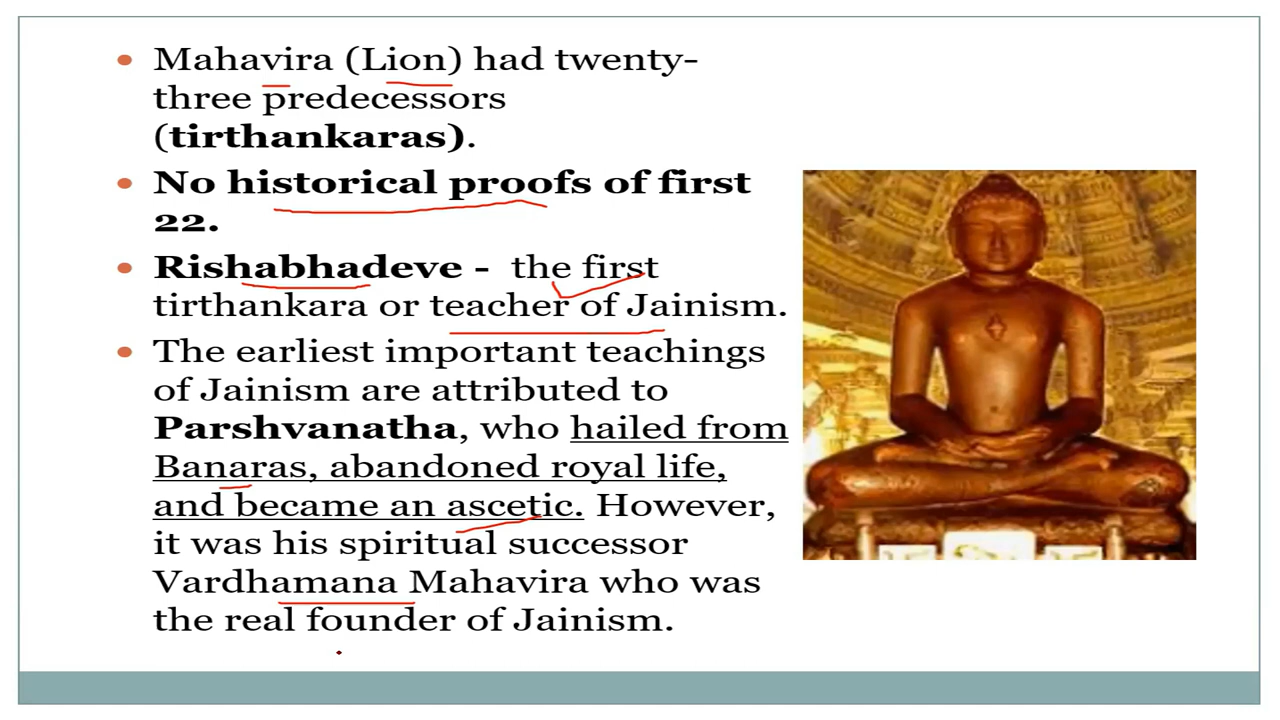 Mahavira (Lion) had twenty-
three predecessors
(tirthankaras).
No historical proofs of first
22.
Rishabhadeve - the first
tirthankara or teacher of Jainism.
The earliest important teachings
of Jainism are attributed to
Parshvanatha, who hailed from
Banaras, abandoned royal life,
and became an ascetic. However,
it was his spiritual successor
Vardhamana Mahavira who was
the real founder of Jainism.